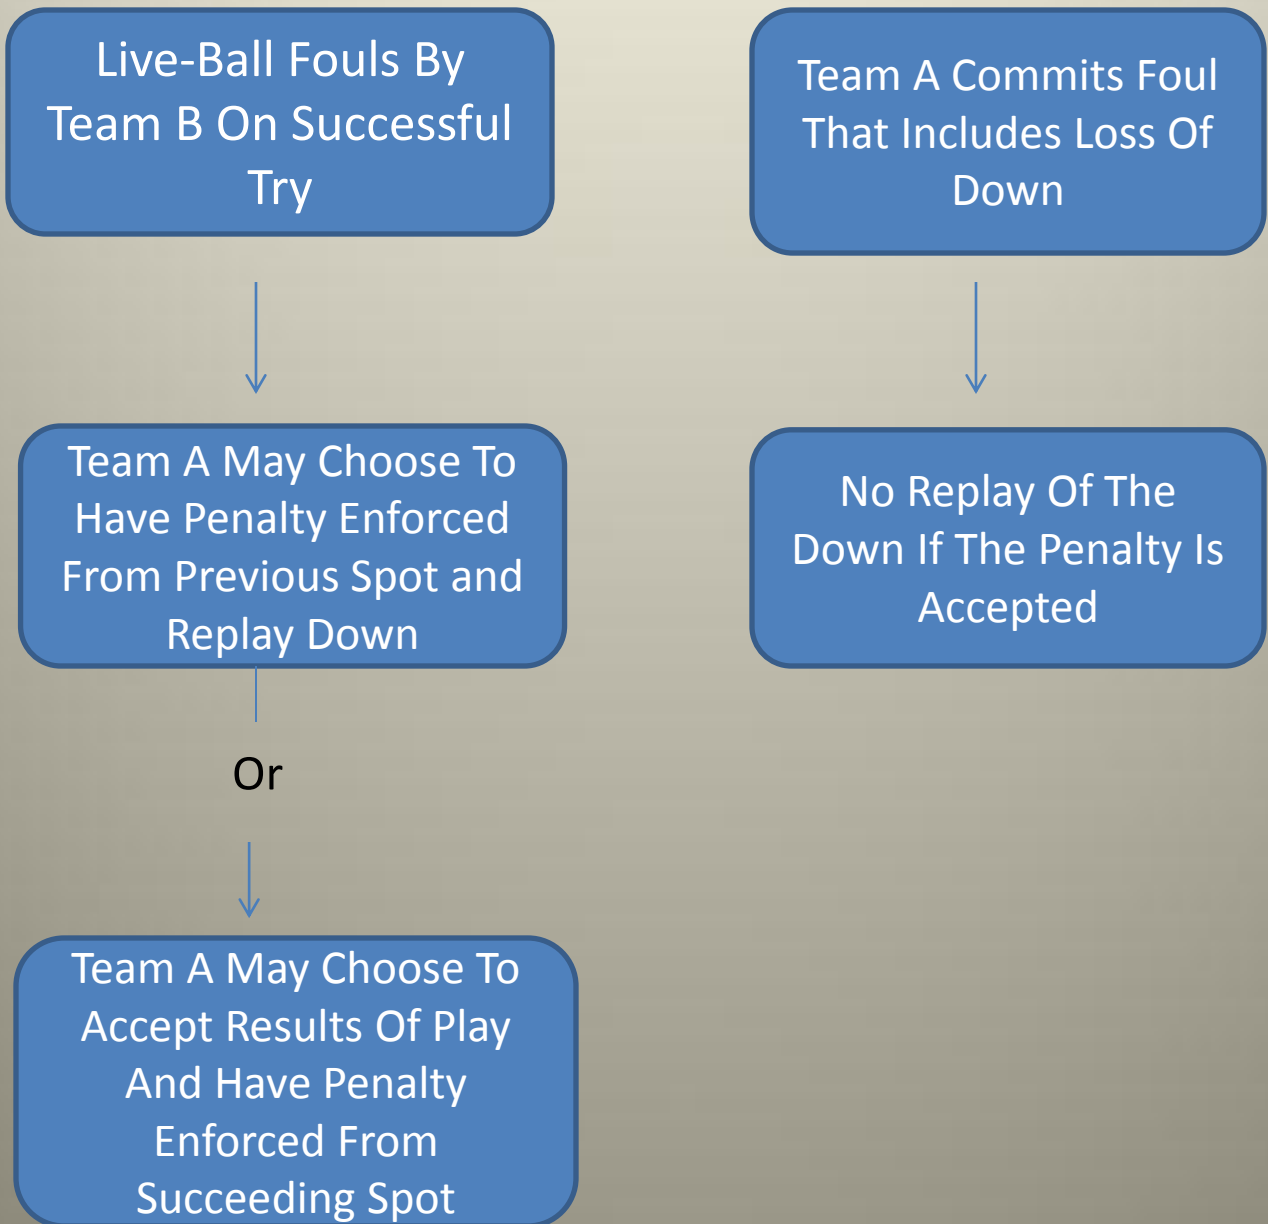 Live-Ball Fouls By
Team B On Successful
Try
Team A May Choose To
Have Penalty Enforced
From Previous Spot and
Replay Down
Or
Team A May Choose To
Accept Results Of Play
And Have Penalty
Enforced From
Succeeding Spot
Team A Commits Foul
That Includes Loss Of
Down
No Replay Of The
Down If The Penalty Is
Accepted